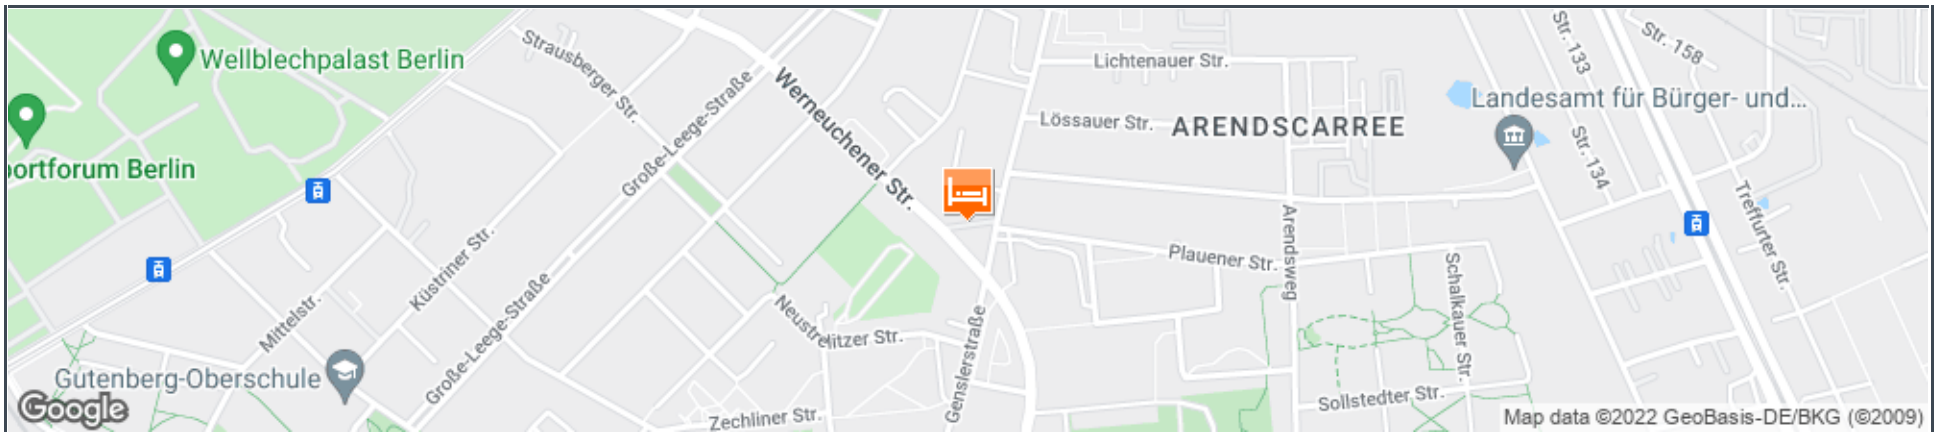 Wellblechpalast Berlin
Strausberger Str.
Werneuchener Str.
Große-Leege-Straße
Lichtenauer Str.
Lössauer Str.
ARENDSCARREE
Str. 133
Str. 158
Landesamt für Bürger- und...
Str. 134
portforum Berlin
Treffurter Str.
Küstriner Str.
Mittelstr.
Große-Leege-Straße
Neustrelitzer Str.
Genslerstraße
Plauener Str.
Arendsweg
Schalkauer Str.
Gutenberg-Oberschule
Zechliner Str.
Sollstedter Str.
Google
Map data ©2022 GeoBasis-DE/BKG (©2009)